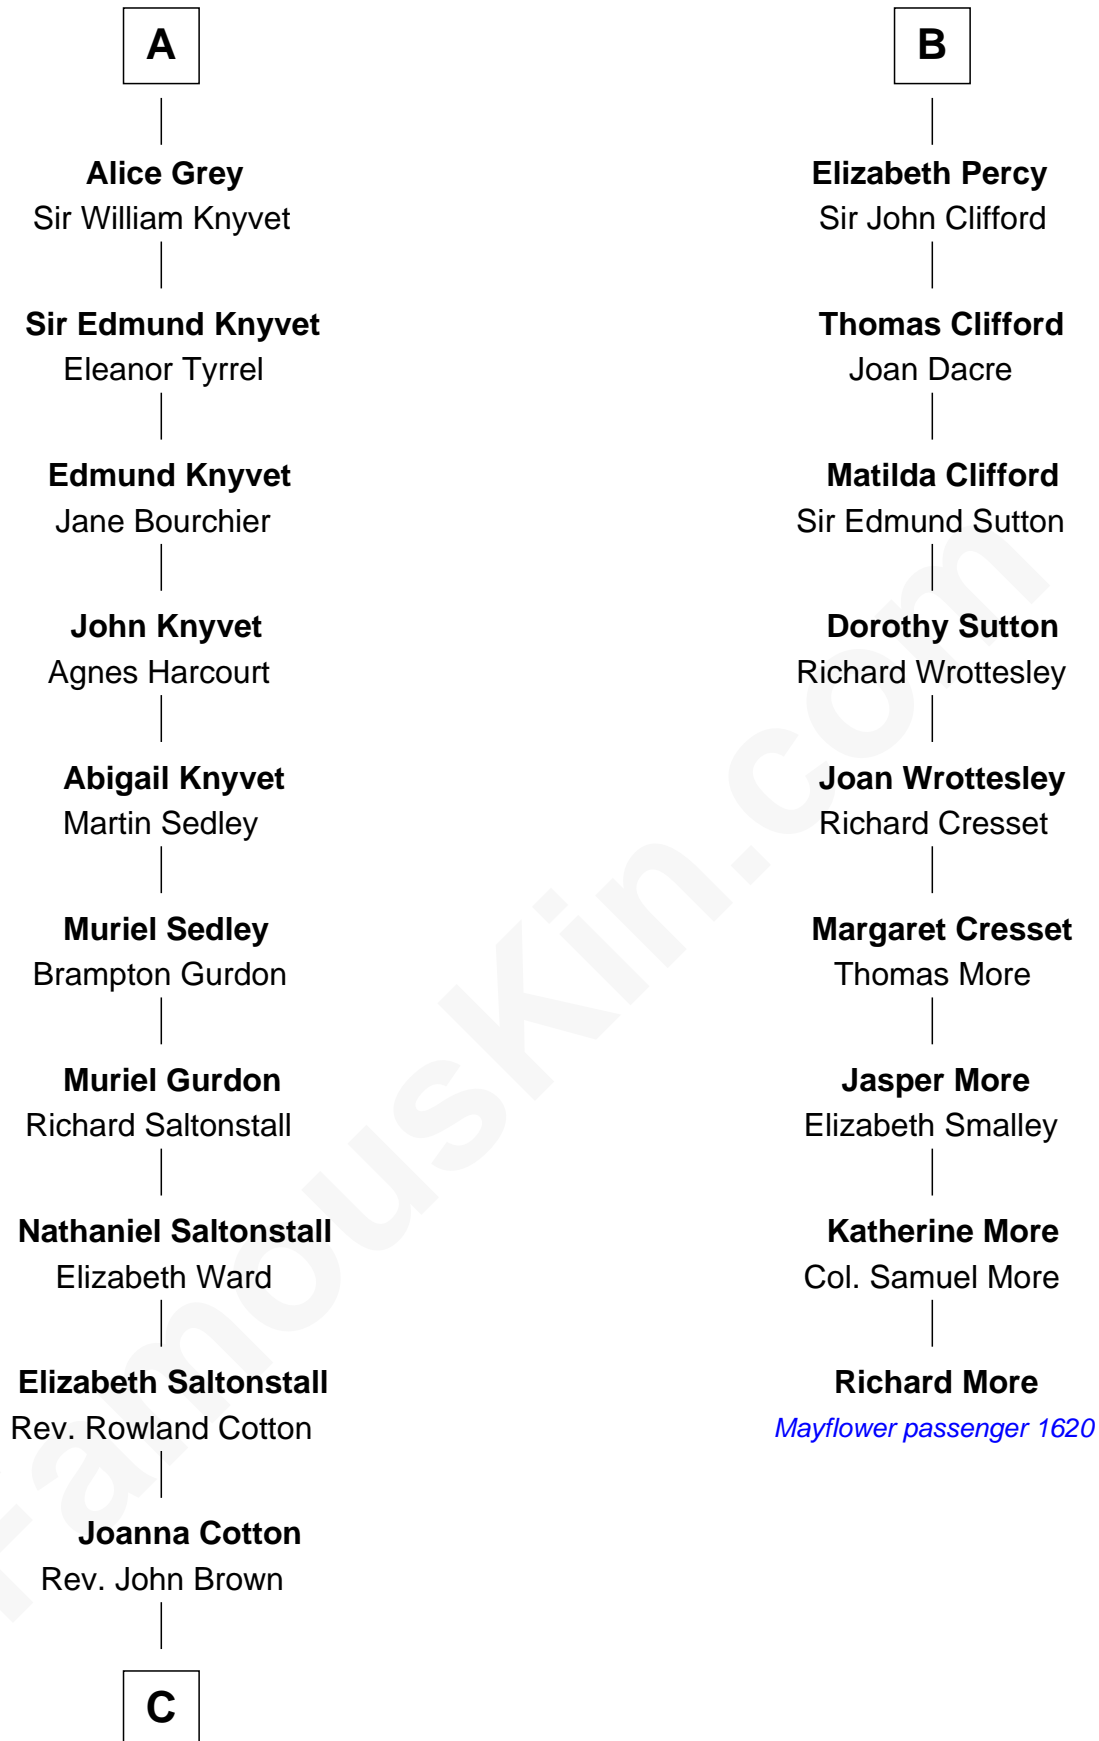 A
Alice Grey
Sir William Knyvet
Sir Edmund Knyvet
Eleanor Tyrrel
Edmund Knyvet
Jane Bourchier
John Knyvet
Agnes Harcourt
Abigail Knyvet
Martin Sedley
Muriel Sedley
Brampton Gurdon
Muriel Gurdon
Richard Saltonstall
Nathaniel Saltonstall
Elizabeth Ward
Elizabeth Saltonstall
Rev. Rowland Cotton
Joanna Cotton
Rev. John Brown
C
B
Elizabeth Percy
Sir John Clifford
Thomas Clifford
Joan Dacre
Matilda Clifford
Sir Edmund Sutton
Dorothy Sutton
Richard Wrottesley
Joan Wrottesley
Richard Cresset
Margaret Cresset
Thomas More
Jasper More
Elizabeth Smalley
Katherine More
Col. Samuel More
Richard More
Mayflower passenger 1620
FamousKin.com